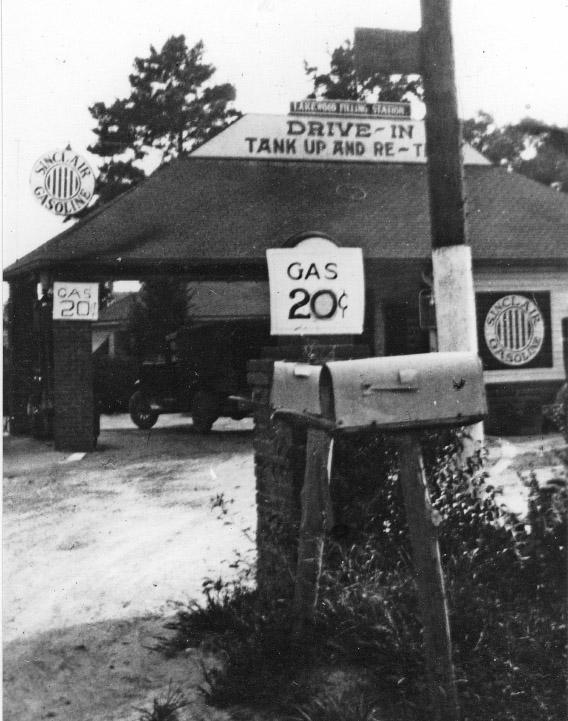 LAKEWOOD FILLING STATION
DRIVE-IN
TANK UP AND RE-T
SINCLAIR
GASOLINE
GAS
20¢
GAS
20¢
SINCLAIR
GASOLINE